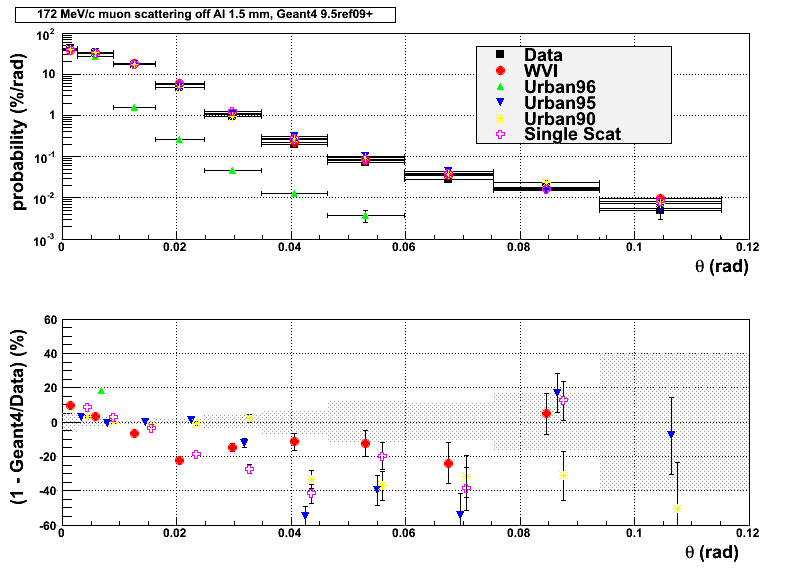 172 MeV/c muon scattering off Al 1.5 mm, Geant4 9.5ref09+
probability (%/rad)
10²
10
1
10⁻¹
10⁻²
10⁻³
Data
WVI
Urban96
Urban95
Urban90
Single Scat
0 0.02 0.04 0.06 0.08 0.1 0.12
θ (rad)
(1 - Geant4/Data) (%)
60
40
20
0
-20
-40
-60
0 0.02 0.04 0.06 0.08 0.1 0.12
θ (rad)